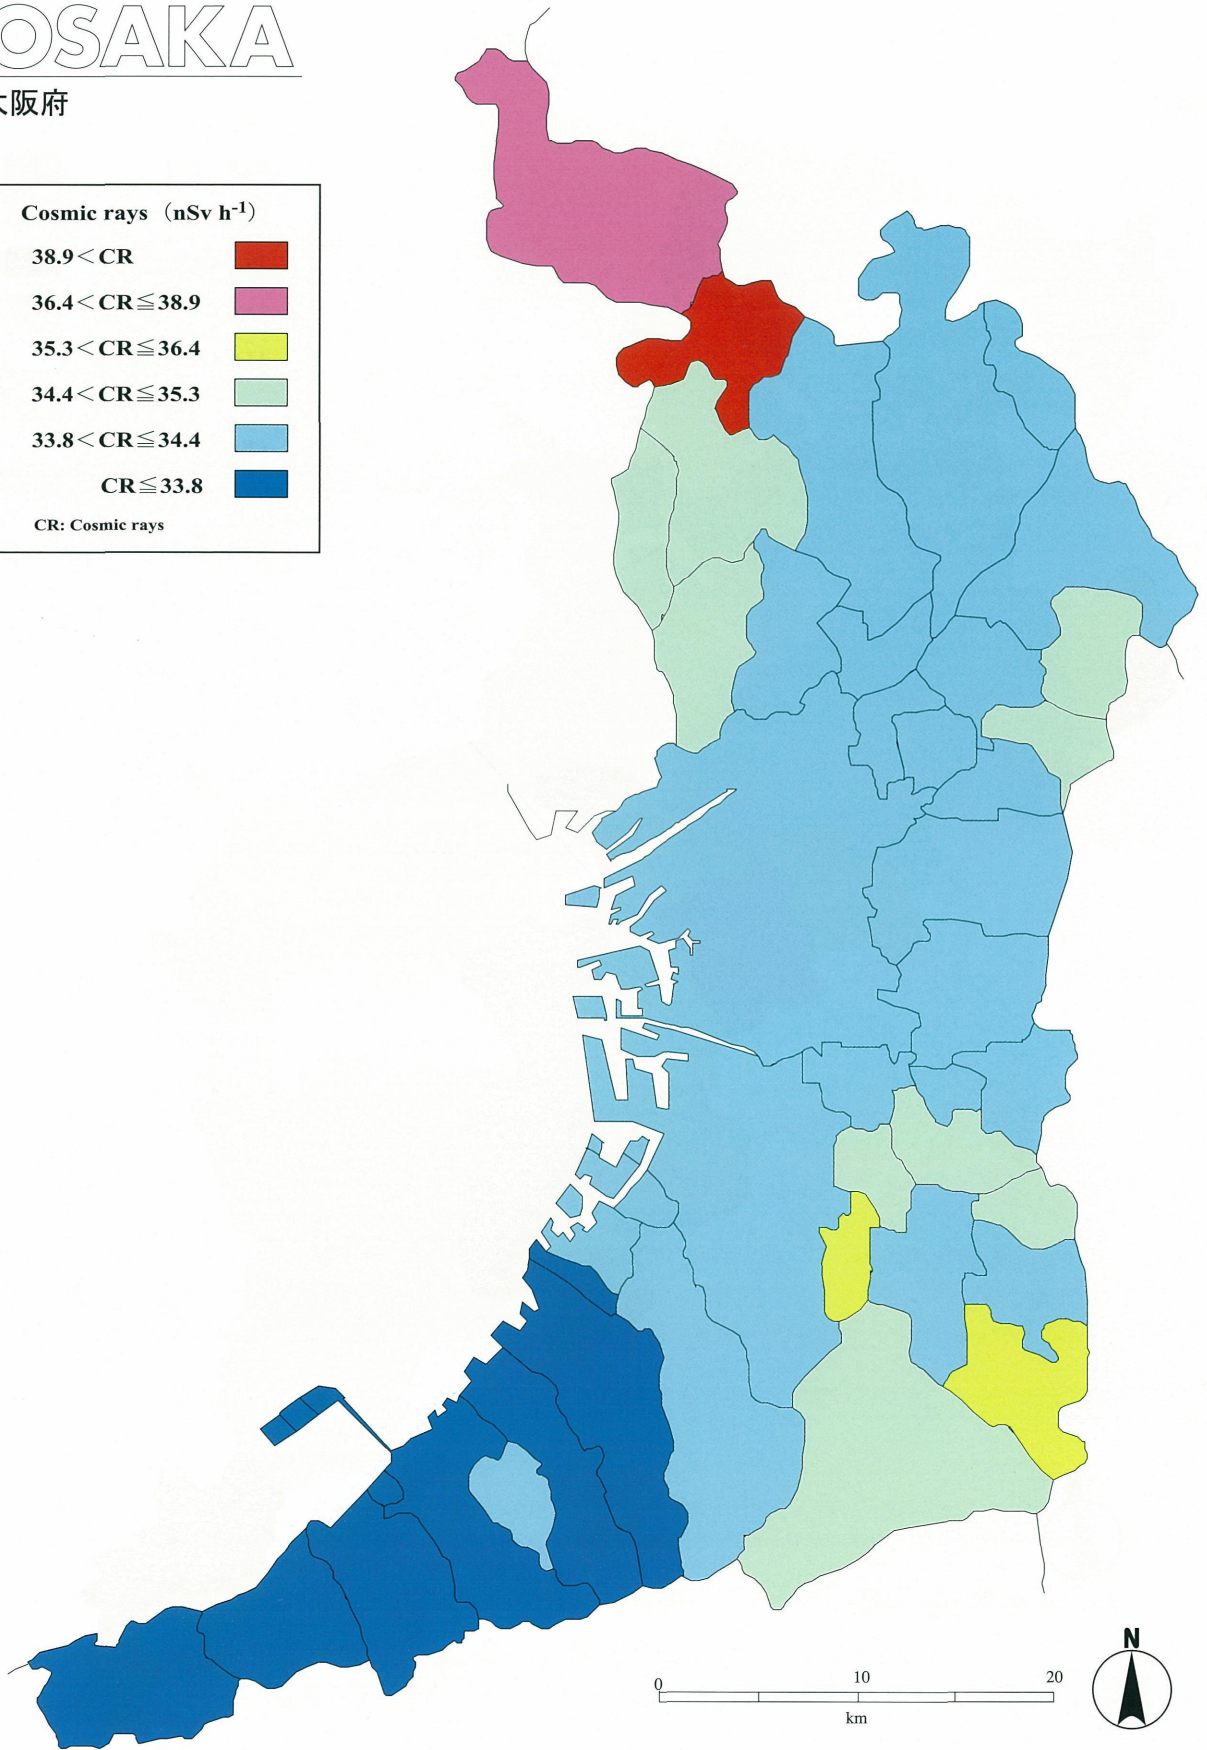 OSAKA
大阪府
Cosmic rays (nSv h⁻¹)
38.9＜CR
36.4＜CR≦38.9
35.3＜CR≦36.4
34.4＜CR≦35.3
33.8＜CR≦34.4
CR≦33.8
CR: Cosmic rays
N
0 10 20
km